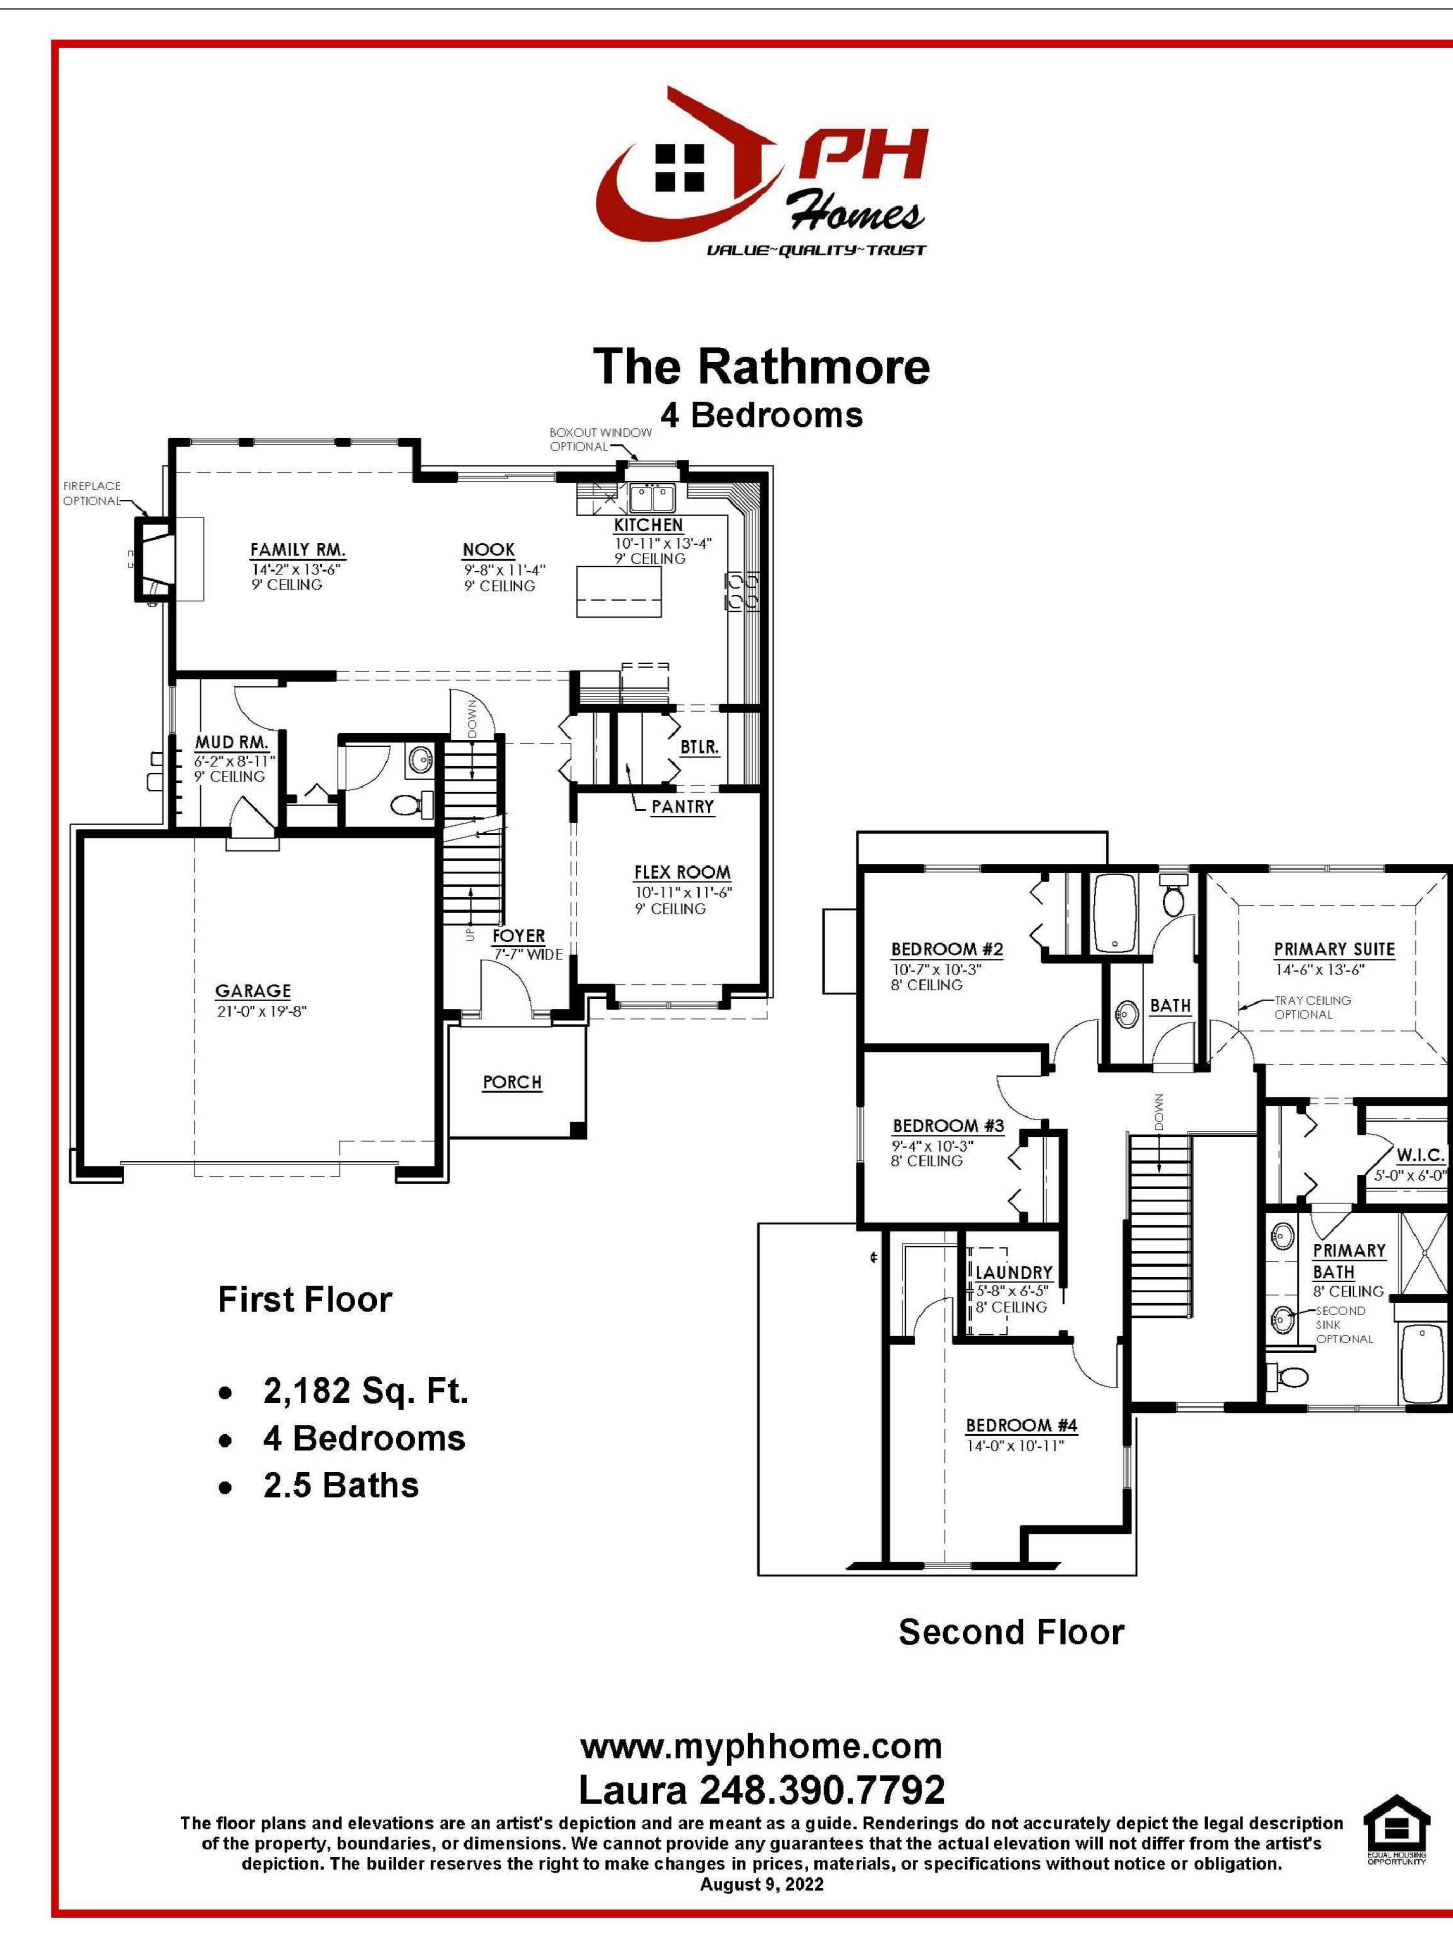 PH
Homes
VALUE~QUALITY~TRUST
The Rathmore
4 Bedrooms
BOXOUT WINDOW
OPTIONAL
FIREPLACE
OPTIONAL
FAMILY RM.
14'-2" x 13'-6"
9' CEILING
NOOK
9'-8" x 11'-4"
9' CEILING
KITCHEN
10'-11" x 13'-4"
9' CEILING
MUD RM.
6'-2" x 8'-11"
9' CEILING
DOWN
BTLR.
PANTRY
FLEX ROOM
10'-11" x 11'-6"
9' CEILING
UP
FOYER
7'-7" WIDE
GARAGE
21'-0" x 19'-8"
PORCH
BEDROOM #2
10'-7" x 10'-3"
8' CEILING
BATH
PRIMARY SUITE
14'-6" x 13'-6"
TRAY CEILING
OPTIONAL
BEDROOM #3
9'-4" x 10'-3"
8' CEILING
DOWN
W.I.C.
5'-0" x 6'-0"
LAUNDRY
5'-8" x 6'-5"
8' CEILING
PRIMARY
BATH
8' CEILING
SECOND
SINK
OPTIONAL
BEDROOM #4
14'-0" x 10'-11"
First Floor
• 2,182 Sq. Ft.
• 4 Bedrooms
• 2.5 Baths
Second Floor
www.myphhome.com
Laura 248.390.7792
The floor plans and elevations are an artist's depiction and are meant as a guide. Renderings do not accurately depict the legal description
of the property, boundaries, or dimensions. We cannot provide any guarantees that the actual elevation will not differ from the artist's
depiction. The builder reserves the right to make changes in prices, materials, or specifications without notice or obligation.
August 9, 2022
EQUAL HOUSING
OPPORTUNITY